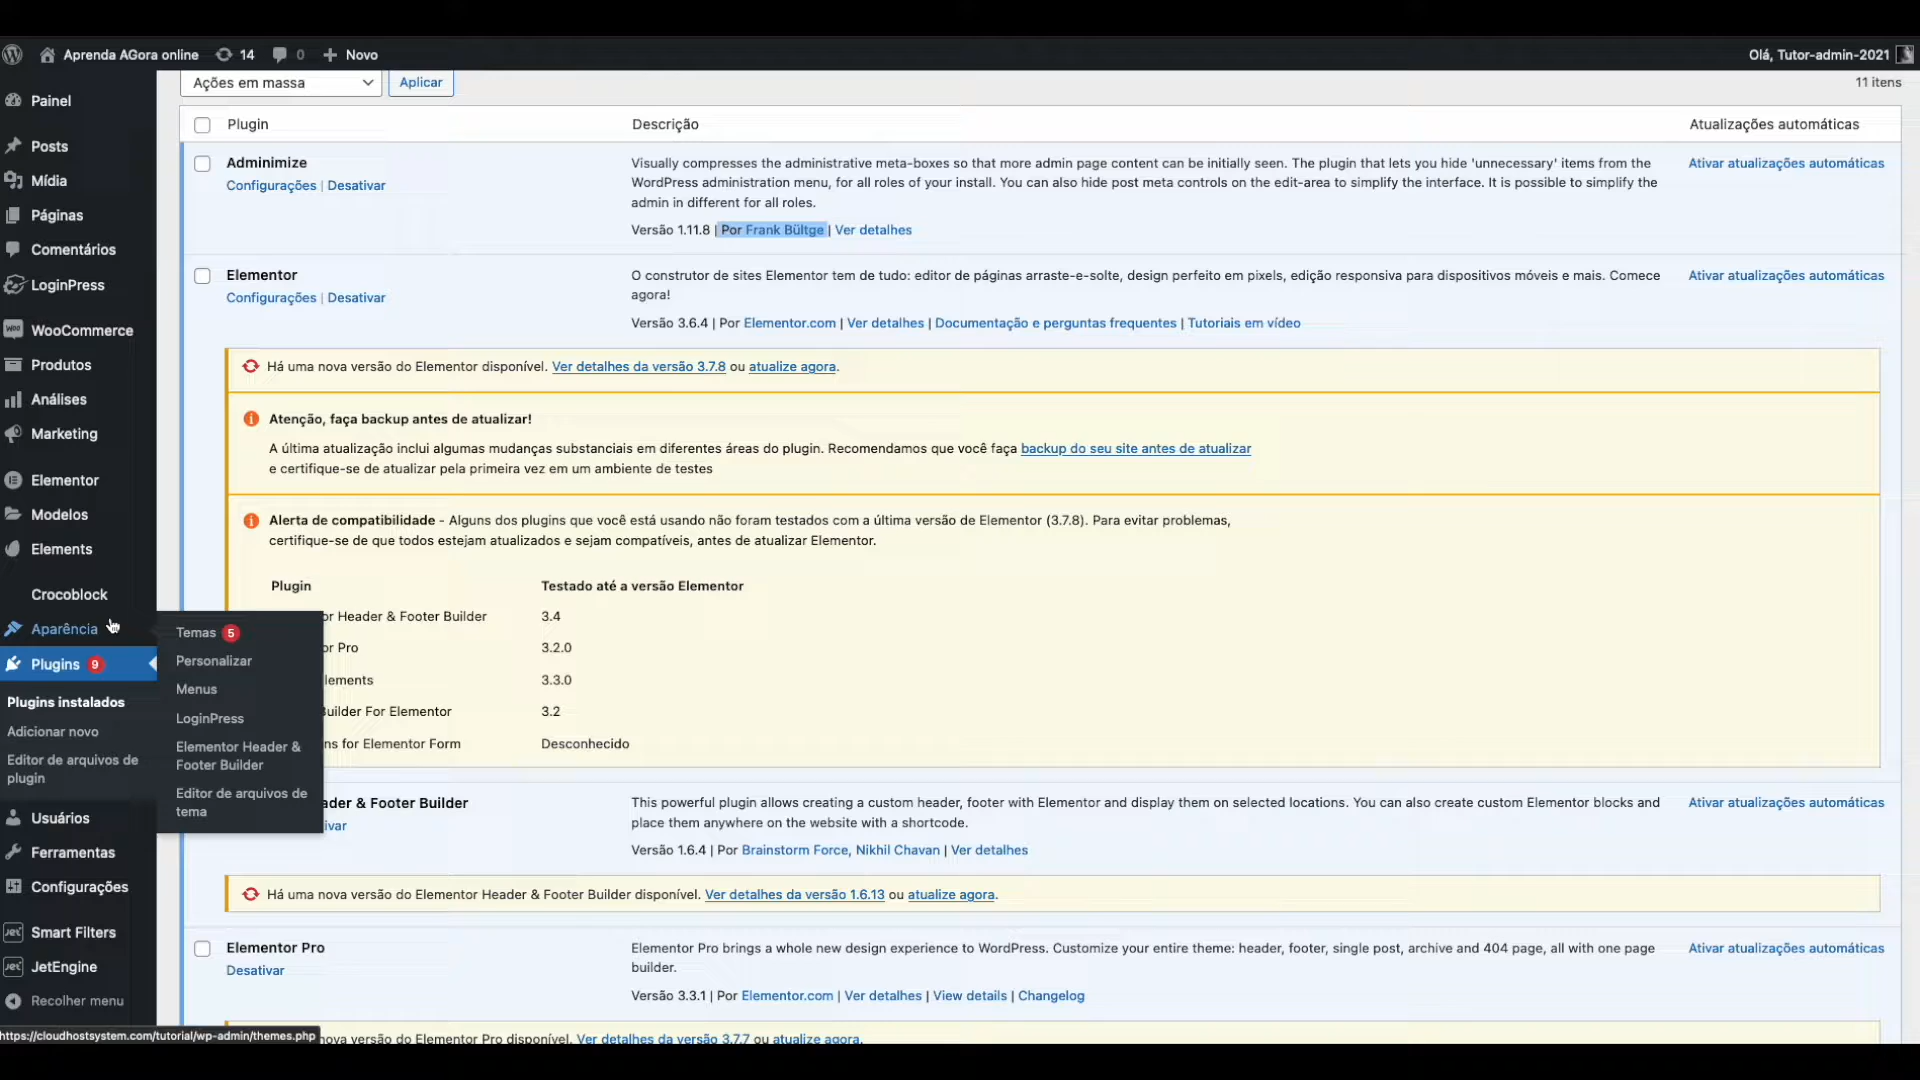 Aprenda AGora online 14 0 Novo Olá, Tutor-admin-2021
Ações em massa Aplicar 11 itens
Painel
Posts
Mídia
Páginas
Comentários
LoginPress
WooCommerce
Produtos
Análises
Marketing
Elementor
Modelos
Elements
Crocoblock
Aparência
Plugins 9
Plugins instalados
Adicionar novo
Editor de arquivos de
plugin
Usuários
Ferramentas
Configurações
Smart Filters
JetEngine
Recolher menu
Temas 5
Personalizar
Menus
LoginPress
Elementor Header &
Footer Builder
Editor de arquivos de
tema
Plugin Descrição Atualizações automáticas
Adminimize
Configurações | Desativar
Visually compresses the administrative meta-boxes so that more admin page content can be initially seen. The plugin that lets you hide 'unnecessary' items from the
WordPress administration menu, for all roles of your install. You can also hide post meta controls on the edit-area to simplify the interface. It is possible to simplify the
admin in different for all roles.
Versão 1.11.8 | Por Frank Bültge | Ver detalhes
Ativar atualizações automáticas
Elementor
Configurações | Desativar
O construtor de sites Elementor tem de tudo: editor de páginas arraste-e-solte, design perfeito em pixels, edição responsiva para dispositivos móveis e mais. Comece
agora!
Versão 3.6.4 | Por Elementor.com | Ver detalhes | Documentação e perguntas frequentes | Tutoriais em vídeo
Ativar atualizações automáticas
Há uma nova versão do Elementor disponível. Ver detalhes da versão 3.7.8 ou atualize agora.
Atenção, faça backup antes de atualizar!
A última atualização inclui algumas mudanças substanciais em diferentes áreas do plugin. Recomendamos que você faça backup do seu site antes de atualizar
e certifique-se de atualizar pela primeira vez em um ambiente de testes
Alerta de compatibilidade - Alguns dos plugins que você está usando não foram testados com a última versão de Elementor (3.7.8). Para evitar problemas,
certifique-se de que todos estejam atualizados e sejam compatíveis, antes de atualizar Elementor.
Plugin Testado até a versão Elementor
or Header & Footer Builder 3.4
or Pro 3.2.0
lements 3.3.0
uilder For Elementor 3.2
ns for Elementor Form Desconhecido
ader & Footer Builder
ivar
This powerful plugin allows creating a custom header, footer with Elementor and display them on selected locations. You can also create custom Elementor blocks and
place them anywhere on the website with a shortcode.
Versão 1.6.4 | Por Brainstorm Force, Nikhil Chavan | Ver detalhes
Ativar atualizações automáticas
Há uma nova versão do Elementor Header & Footer Builder disponível. Ver detalhes da versão 1.6.13 ou atualize agora.
Elementor Pro
Desativar
Elementor Pro brings a whole new design experience to WordPress. Customize your entire theme: header, footer, single post, archive and 404 page, all with one page
builder.
Versão 3.3.1 | Por Elementor.com | Ver detalhes | View details | Changelog
Ativar atualizações automáticas
nova versão do Elementor Pro disponível. Ver detalhes da versão 3.7.7 ou atualize agora.
https://cloudhostsystem.com/tutorial/wp-admin/themes.php